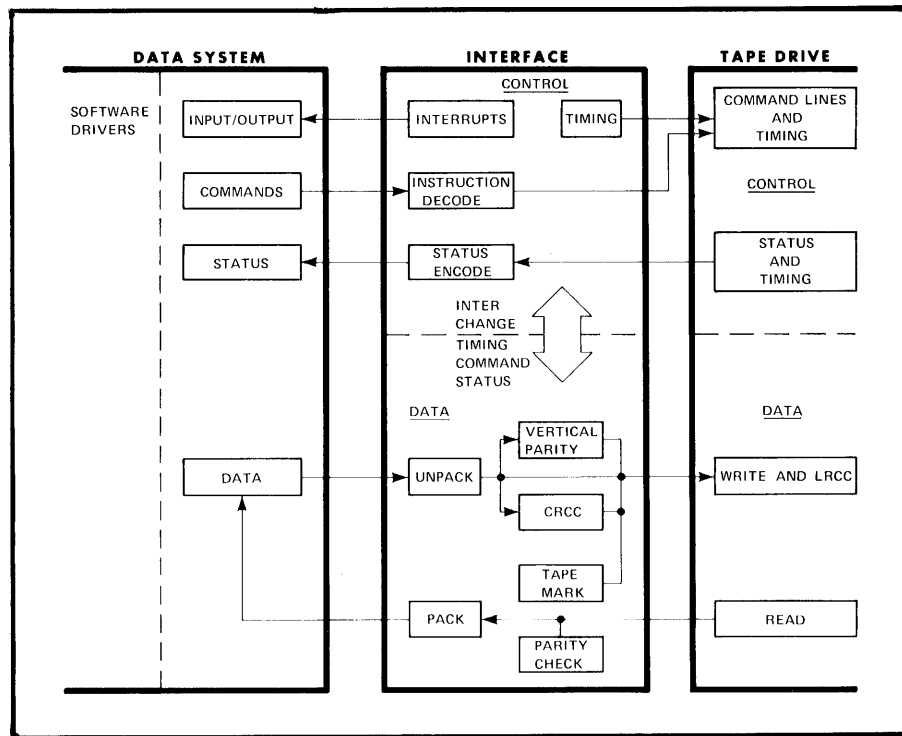 DATA SYSTEM
INTERFACE
TAPE DRIVE
SOFTWARE
DRIVERS
INPUT/OUTPUT
COMMANDS
STATUS
DATA
CONTROL
INTERRUPTS
TIMING
INSTRUCTION
DECODE
STATUS
ENCODE
INTER
CHANGE
TIMING
COMMAND
STATUS
DATA
UNPACK
VERTICAL
PARITY
CRCC
TAPE
MARK
PACK
PARITY
CHECK
COMMAND LINES
AND
TIMING
CONTROL
STATUS
AND
TIMING
DATA
WRITE AND LRCC
READ